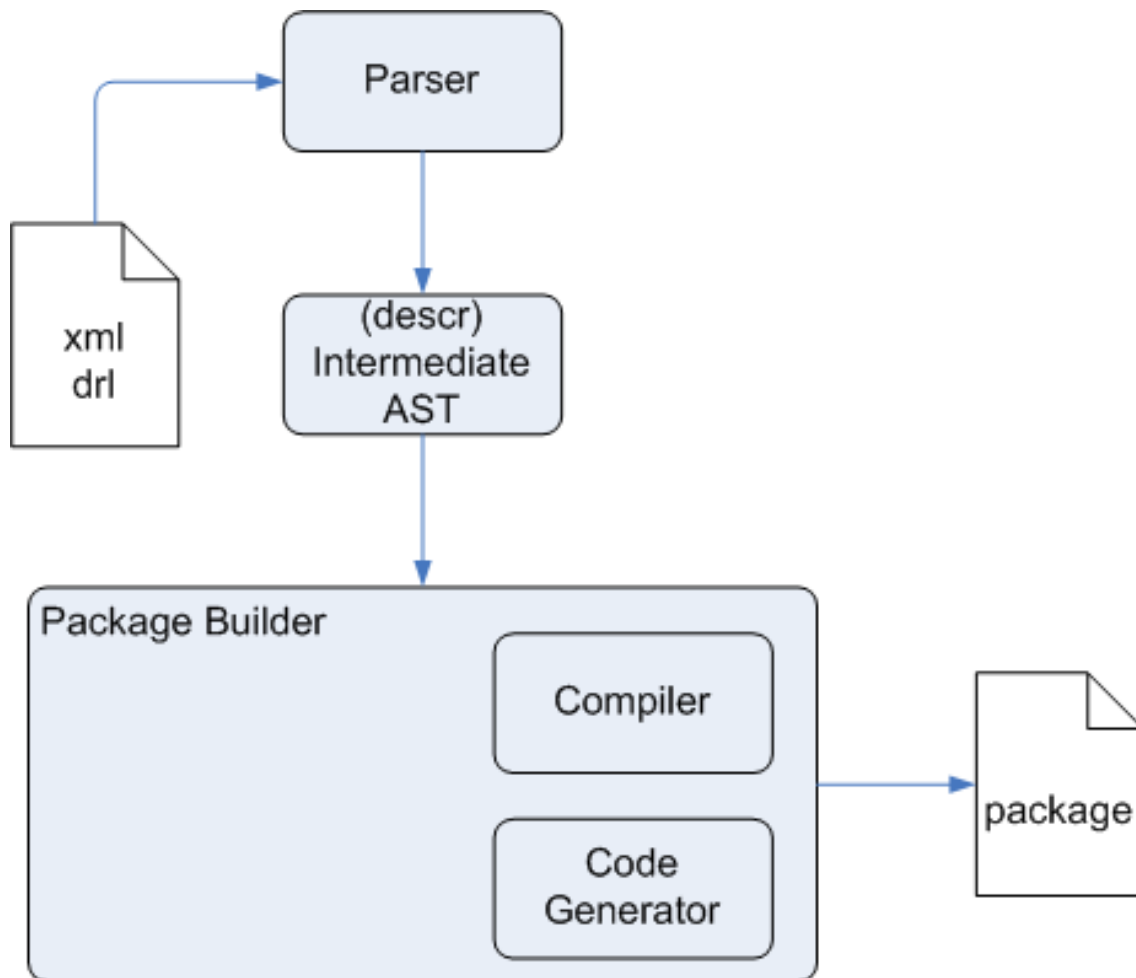 Parser
xml
drl
(descr)
Intermediate
AST
Package Builder
Compiler
Code
Generator
package